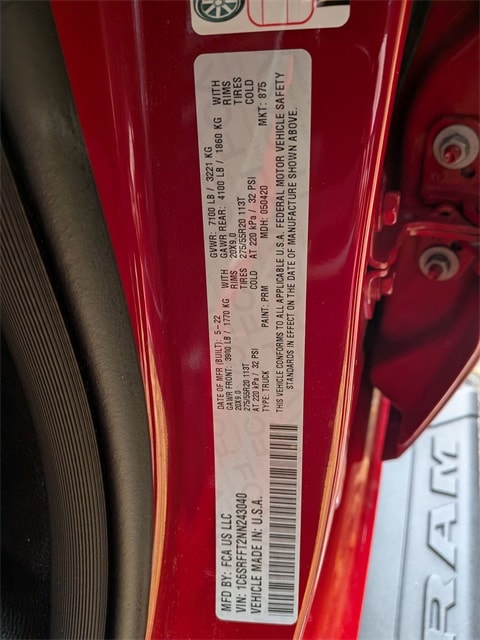 MFD BY: FCA US LLC
VIN: 1C6SRFFT2NN243040
VEHICLE MADE IN: U.S.A.
DATE OF MFR (BUILT): 5-22
GAWR FRONT: 3900 LB / 1770 KG WITH
20X9.0 RIMS
275/55R20 113T TIRES
AT 220 kPa / 32 PSI COLD
TYPE: TRUCK PAINT: PRM
GVWR: 7100 LB / 3221 KG
GAWR REAR: 4100 LB / 1860 KG WITH
20X9.0 RIMS
275/55R20 113T TIRES
AT 220 kPa / 32 PSI COLD
MDH: 050420 MKT: 875
THIS VEHICLE CONFORMS TO ALL APPLICABLE U.S.A. FEDERAL MOTOR VEHICLE SAFETY
STANDARDS IN EFFECT ON THE DATE OF MANUFACTURE SHOWN ABOVE.
RAM